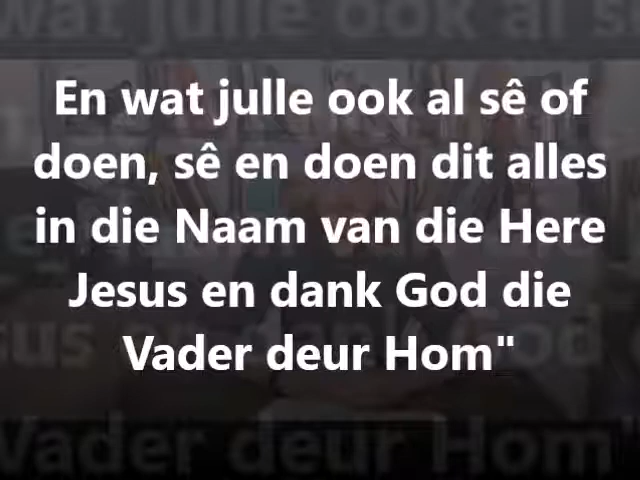 En wat julle ook al sê of
doen, sê en doen dit alles
in die Naam van die Here
Jesus en dank God die
Vader deur Hom"